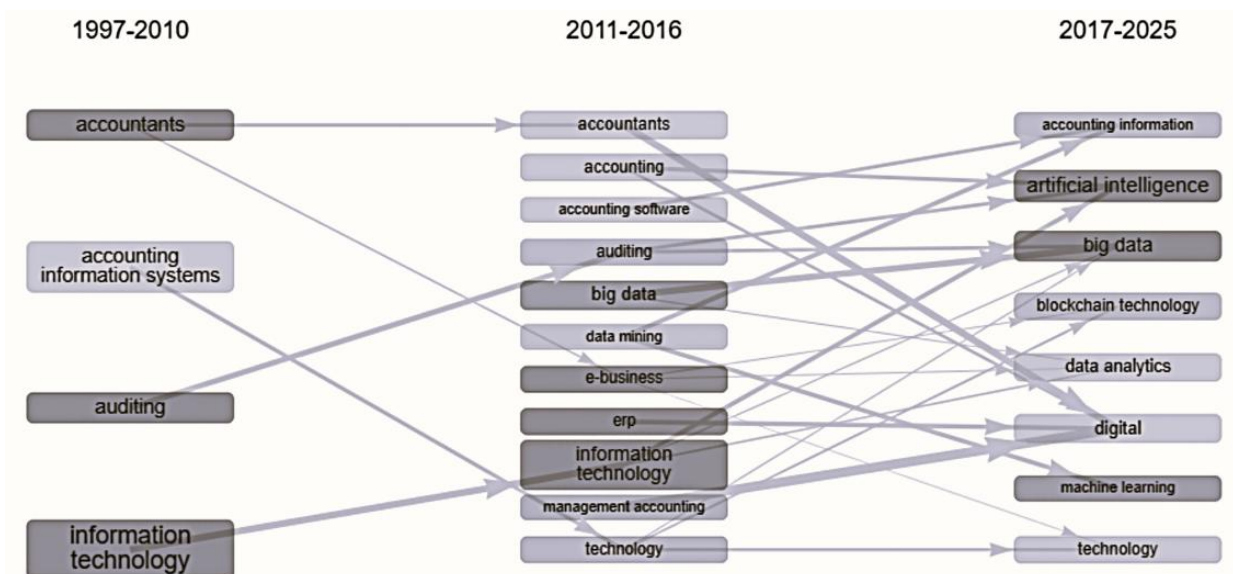 1997-2010
accountants
accounting
information systems
auditing
information
technology
2011-2016
accountants
accounting
accounting software
auditing
big data
data mining
e-business
erp
information
technology
management accounting
technology
2017-2025
accounting information
artificial intelligence
big data
blockchain technology
data analytics
digital
machine learning
technology